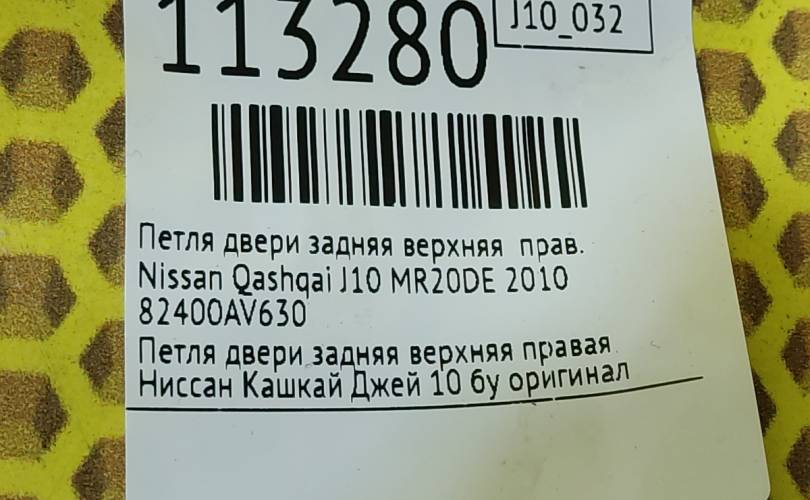 113280
J10_032
Петля двери задняя верхняя прав.
Nissan Qashqai J10 MR20DE 2010
82400AV630
Петля двери задняя верхняя правая
Ниссан Кашкай Джей 10 бу оригинал